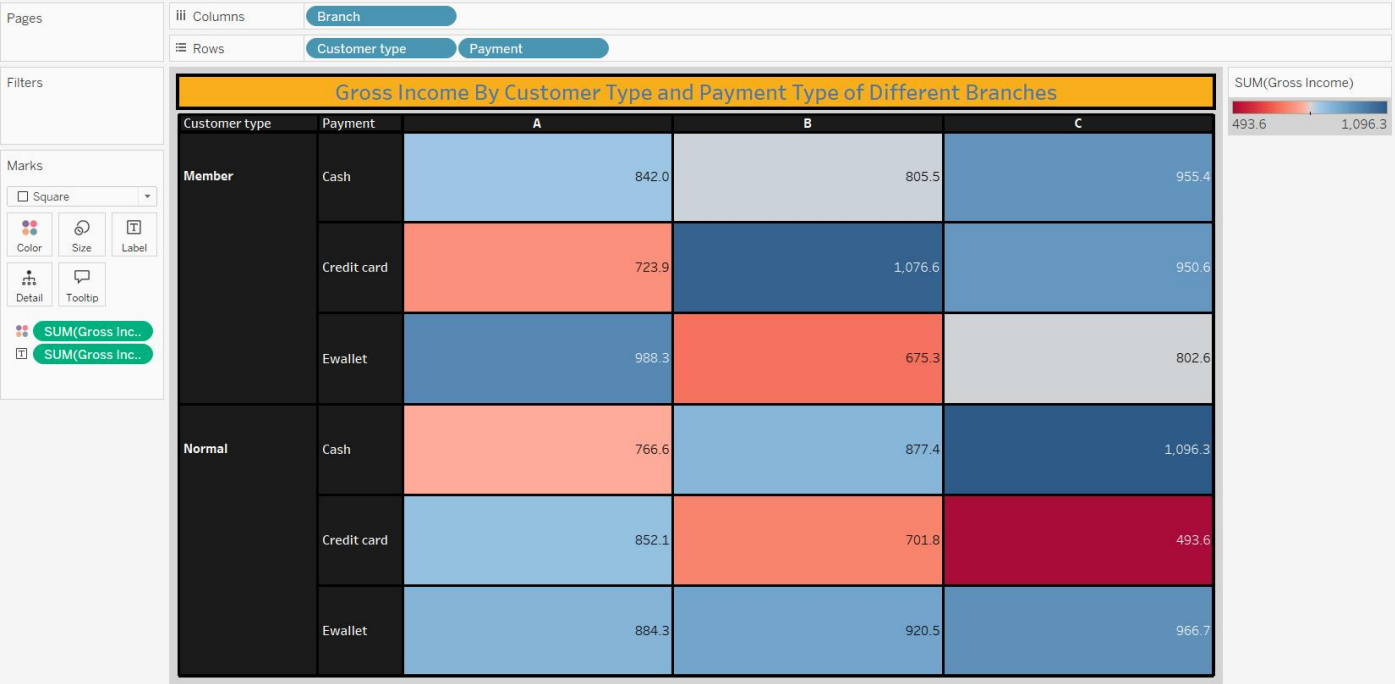 Pages
Columns
Branch
Rows
Customer type Payment
Filters
Marks
Square
Color Size Label
Detail Tooltip
SUM(Gross Inc..
SUM(Gross Inc..
Gross Income By Customer Type and Payment Type of Different Branches
Customer type Payment A B C
Member Cash 842.0 805.5 955.4
Credit card 723.9 1,076.6 950.6
Ewallet 988.3 675.3 802.6
Normal Cash 766.6 877.4 1,096.3
Credit card 852.1 701.8 493.6
Ewallet 884.3 920.5 966.7
SUM(Gross Income)
493.6 1,096.3